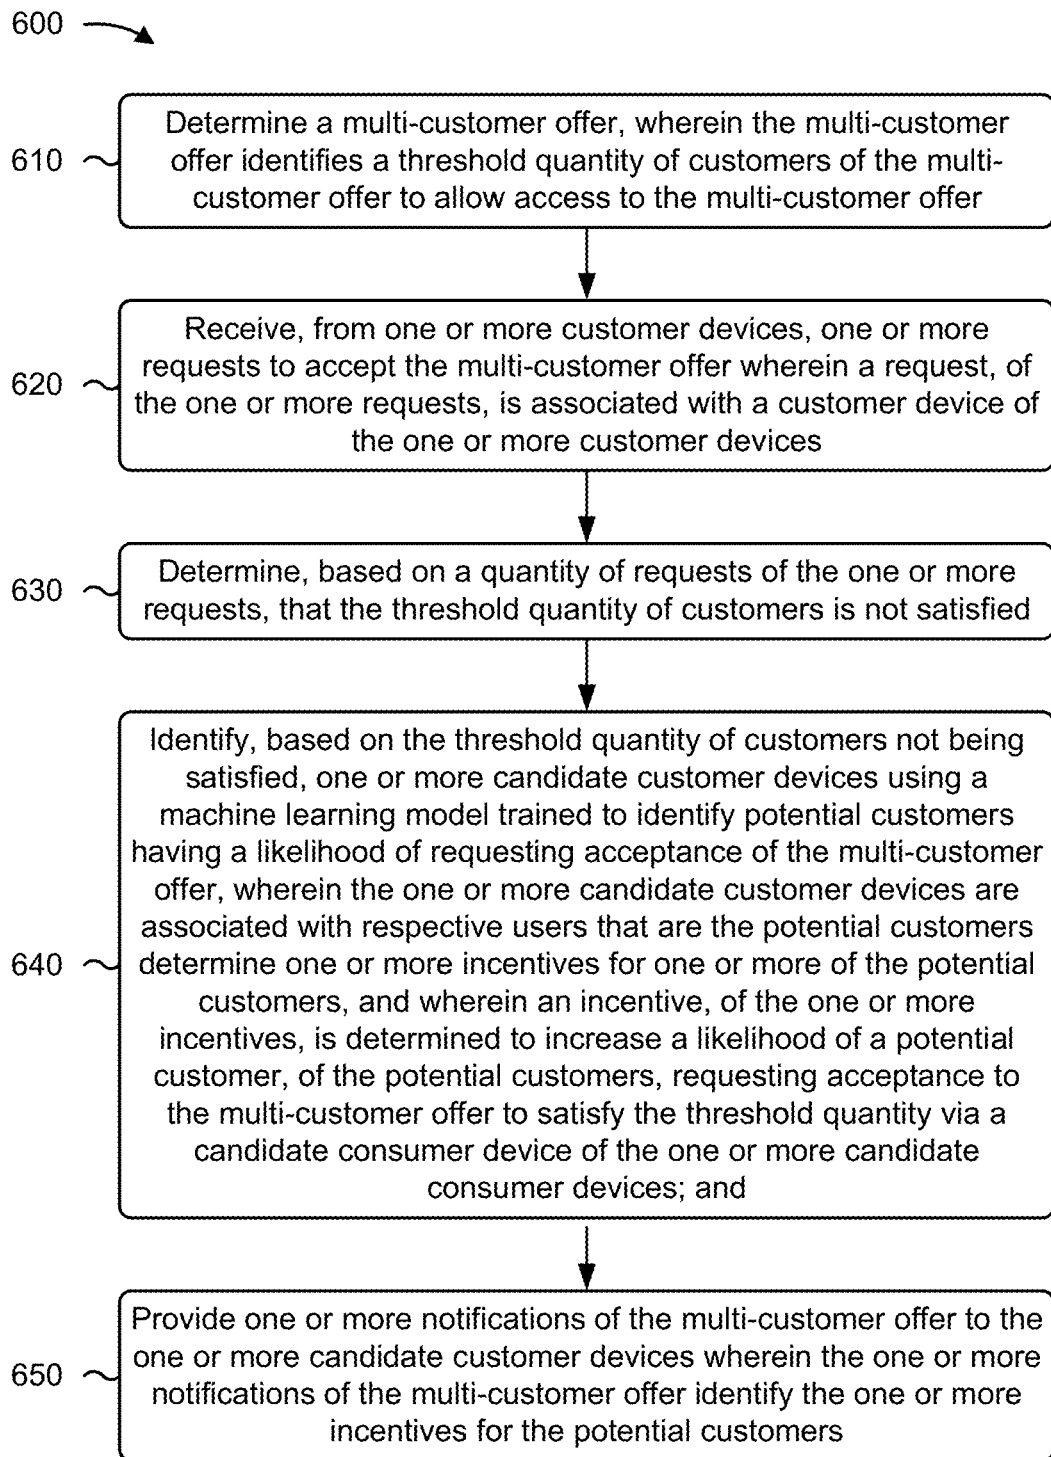 600
610
Determine a multi-customer offer, wherein the multi-customer
offer identifies a threshold quantity of customers of the multi-
customer offer to allow access to the multi-customer offer
620
Receive, from one or more customer devices, one or more
requests to accept the multi-customer offer wherein a request, of
the one or more requests, is associated with a customer device of
the one or more customer devices
630
Determine, based on a quantity of requests of the one or more
requests, that the threshold quantity of customers is not satisfied
640
Identify, based on the threshold quantity of customers not being
satisfied, one or more candidate customer devices using a
machine learning model trained to identify potential customers
having a likelihood of requesting acceptance of the multi-customer
offer, wherein the one or more candidate customer devices are
associated with respective users that are the potential customers
determine one or more incentives for one or more of the potential
customers, and wherein an incentive, of the one or more
incentives, is determined to increase a likelihood of a potential
customer, of the potential customers, requesting acceptance to
the multi-customer offer to satisfy the threshold quantity via a
candidate consumer device of the one or more candidate
consumer devices; and
650
Provide one or more notifications of the multi-customer offer to the
one or more candidate customer devices wherein the one or more
notifications of the multi-customer offer identify the one or more
incentives for the potential customers